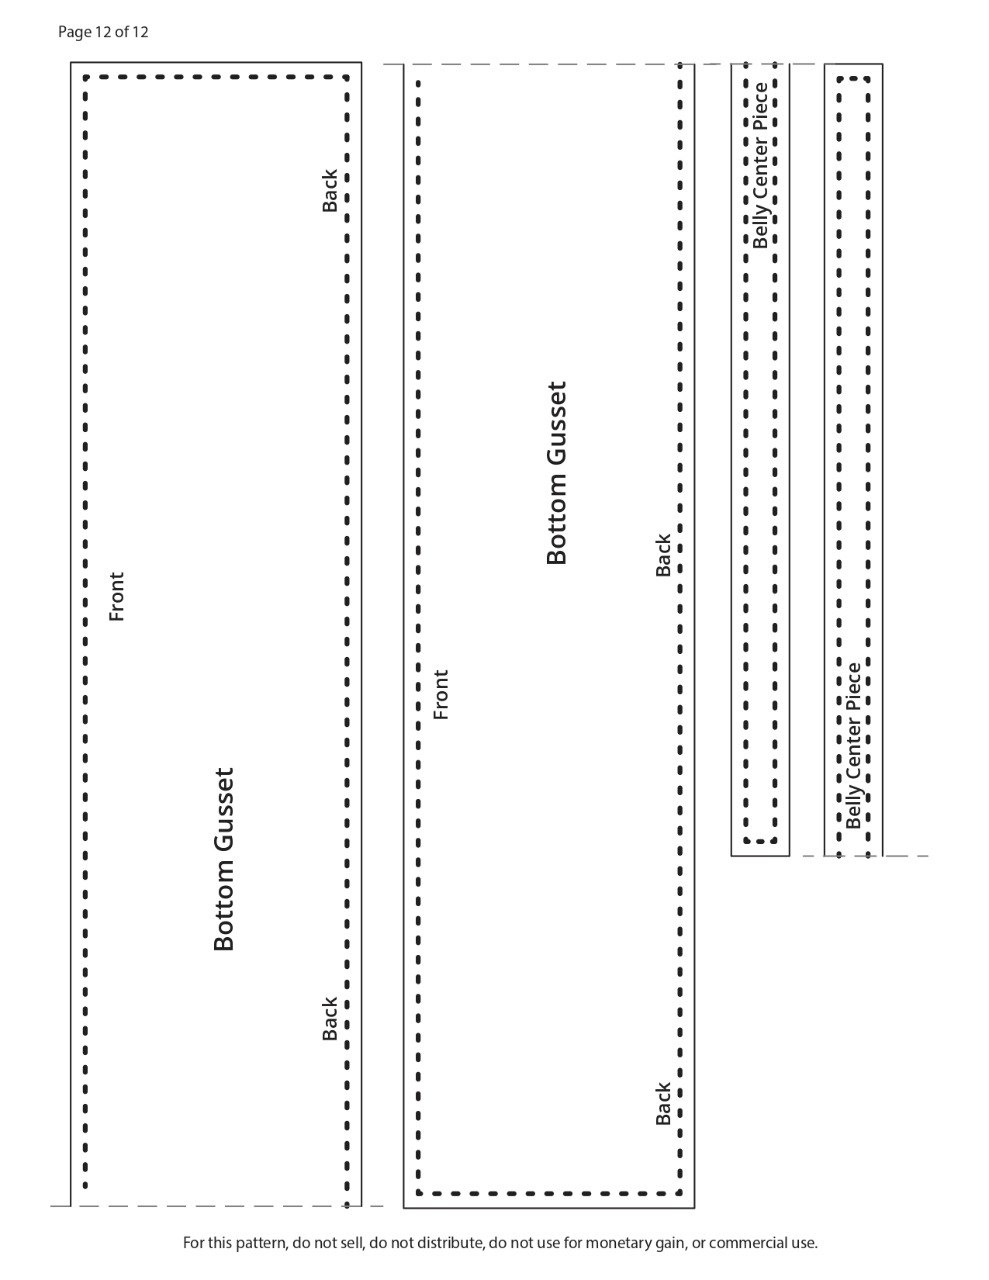 Page 12 of 12
Back
Front
Bottom Gusset
Back
Bottom Gusset
Back
Front
Back
Belly Center Piece
Belly Center Piece
For this pattern, do not sell, do not distribute, do not use for monetary gain, or commercial use.